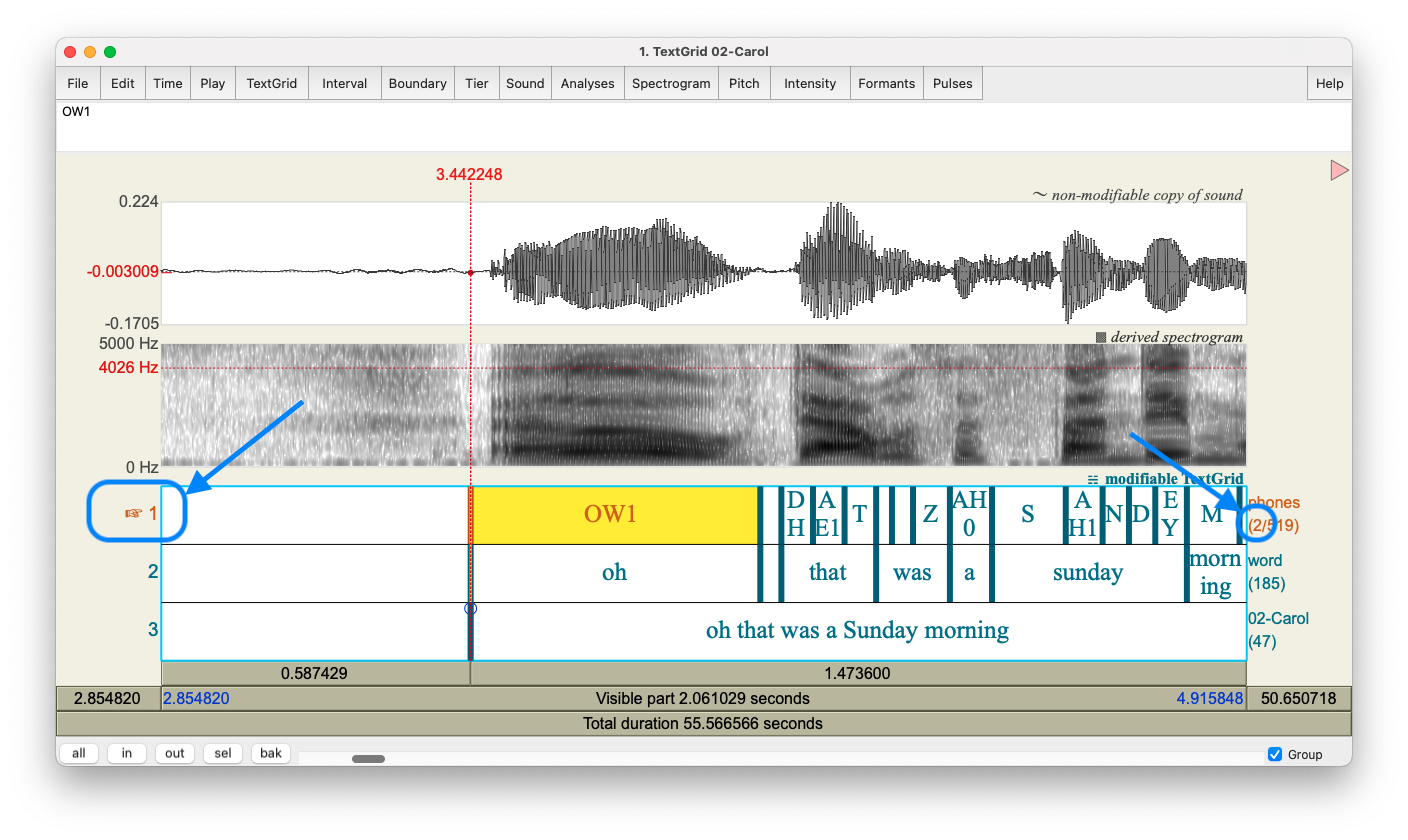 1. TextGrid 02-Carol
File Edit Time Play TextGrid Interval Boundary Tier Sound Analyses Spectrogram Pitch Intensity Formants Pulses Help
OW1
3.442248
~ non-modifiable copy of sound
0.224
-0.003009
-0.1705
derived spectrogram
5000 Hz
4026 Hz
0 Hz
modifiable TextGrid
☞ 1 OW1 DH AE1 T Z AH0 S AH1 N D EY M phones (2/519)
2 oh that was a sunday morning word (185)
3 oh that was a Sunday morning 02-Carol (47)
0.587429 1.473600
2.854820 2.854820 Visible part 2.061029 seconds 4.915848 50.650718
Total duration 55.566566 seconds
all in out sel bak Group